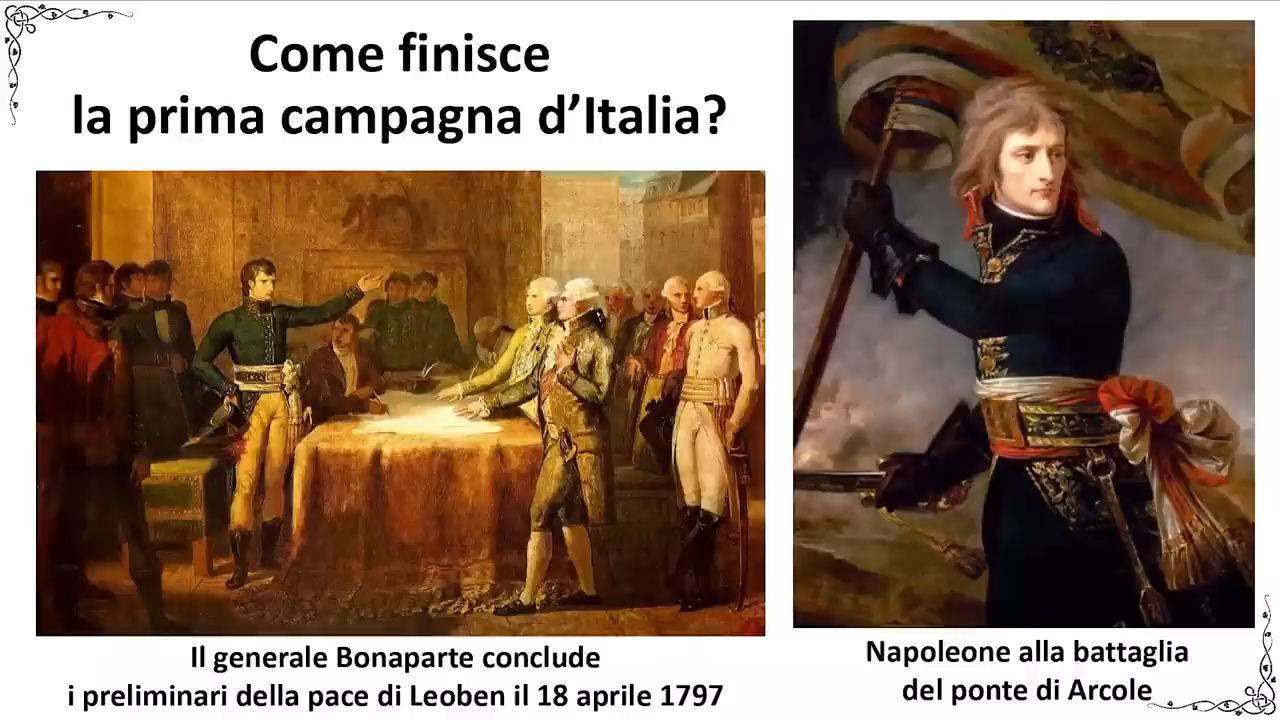 Come finisce
la prima campagna d’Italia?
Il generale Bonaparte conclude
i preliminari della pace di Leoben il 18 aprile 1797
Napoleone alla battaglia
del ponte di Arcole